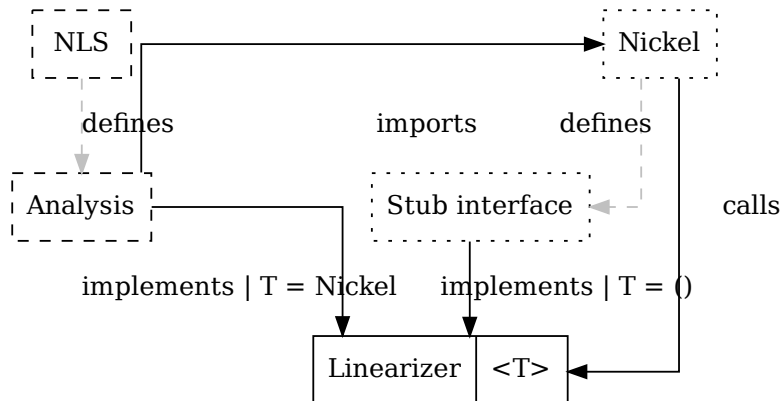 NLS
Nickel
defines
imports
defines
Analysis
Stub interface
calls
implements | T = Nickel
implements | T = ()
Linearizer
<T>